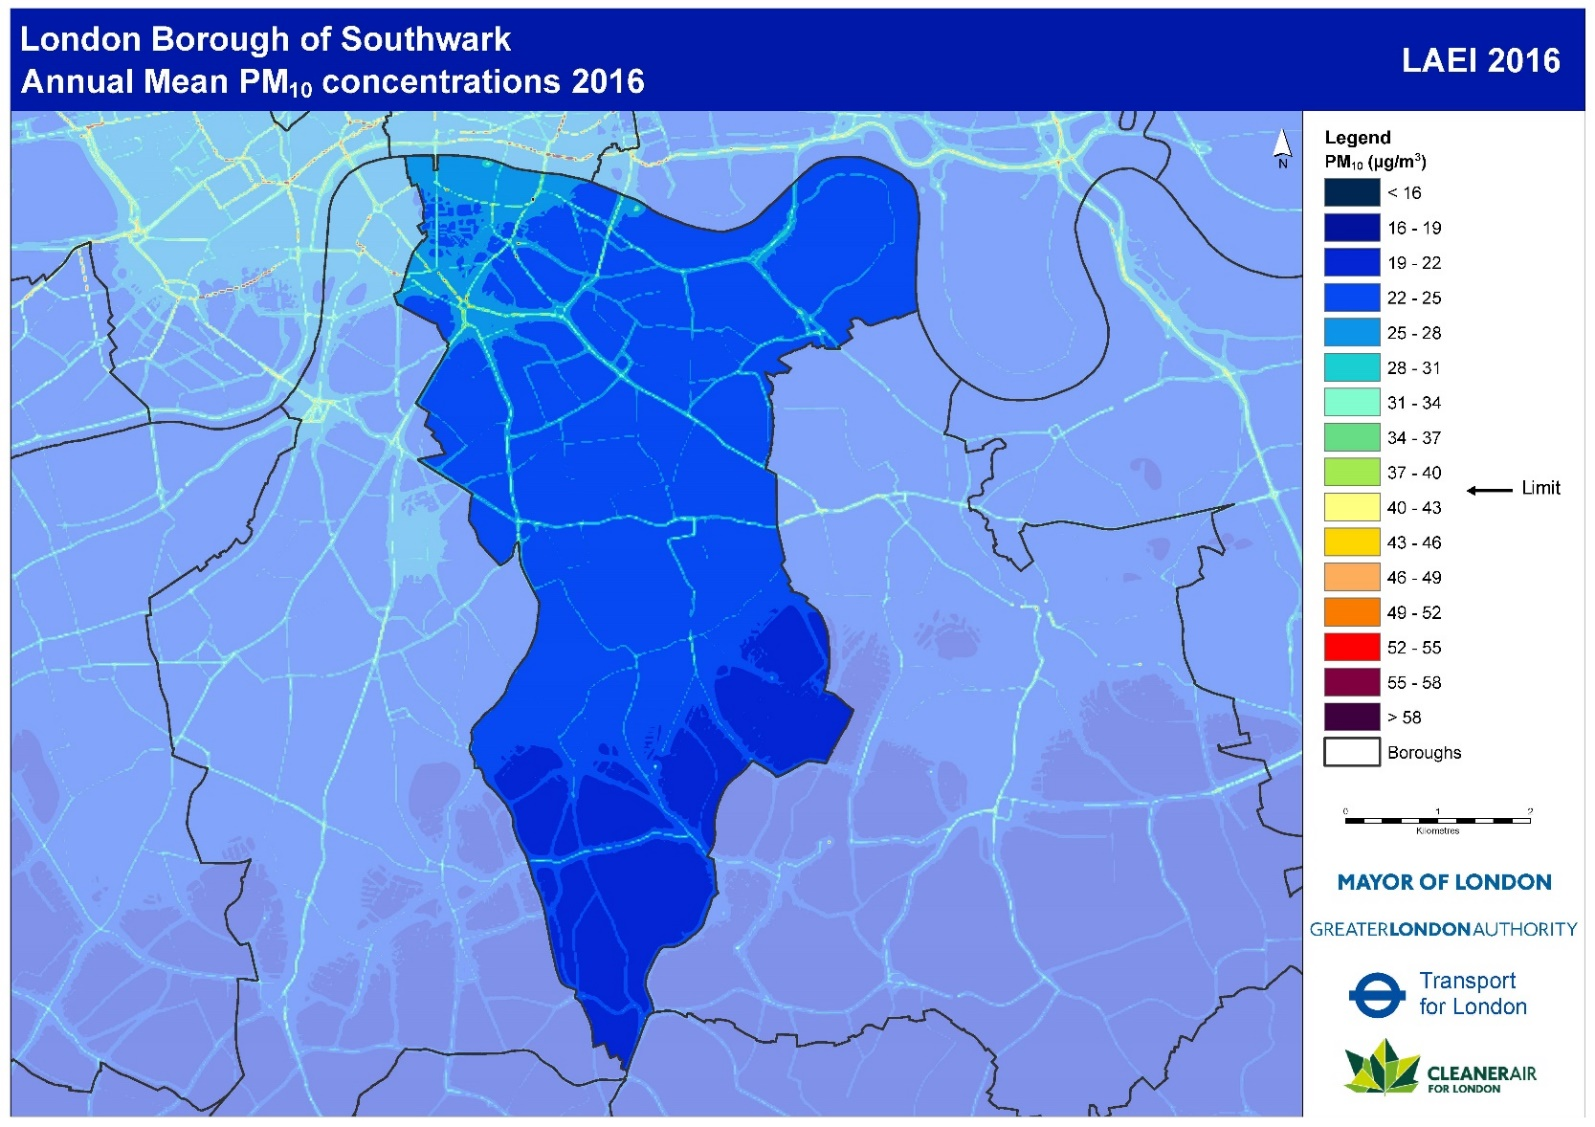 London Borough of Southwark
Annual Mean PM₁₀ concentrations 2016
LAEI 2016
N
Legend
PM₁₀ (µg/m³)
< 16
16 - 19
19 - 22
22 - 25
25 - 28
28 - 31
31 - 34
34 - 37
37 - 40
Limit
40 - 43
43 - 46
46 - 49
49 - 52
52 - 55
55 - 58
> 58
Boroughs
0 1 2
Kilometres
MAYOR OF LONDON
GREATERLONDONAUTHORITY
Transport
for London
CLEANERAIR
FOR LONDON